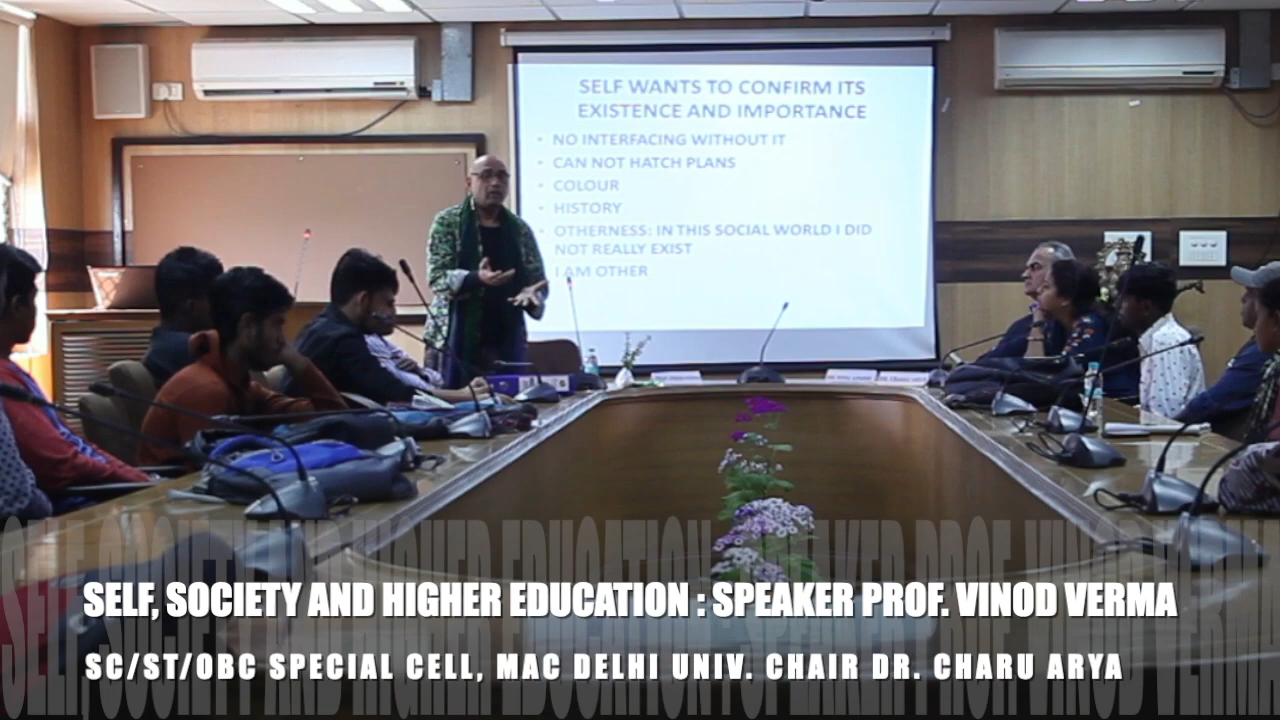 SELF WANTS TO CONFIRM ITS
EXISTENCE AND IMPORTANCE
• NO INTERFACING WITHOUT IT
• CAN NOT HATCH PLANS
• COLOUR
• HISTORY
• OTHERNESS: IN THIS SOCIAL WORLD I DID
NOT REALLY EXIST
I AM OTHER
SELF, SOCIETY AND HIGHER EDUCATION : SPEAKER PROF. VINOD VERMA
SC/ST/OBC SPECIAL CELL, MAC DELHI UNIV. CHAIR DR. CHARU ARYA